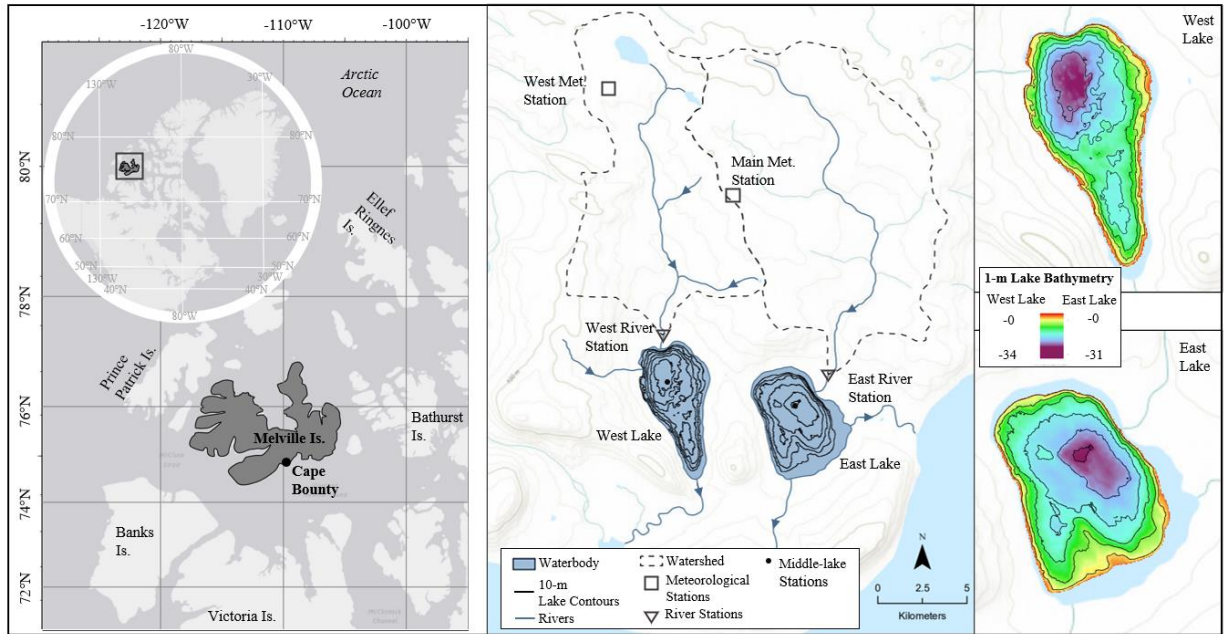 -120°W
-110°W
-100°W
80°N
78°N
76°N
74°N
72°N
80°W
130°W
30°W
80°N
80°N
70°N
70°N
60°N
60°N
50°N
50°N
130°W
30°W
40°N
40°N
80°W
Arctic
Ocean
Ellef
Ringnes
Is.
Prince
Patrick Is.
Melville Is.
Bathurst
Is.
Cape
Bounty
Banks
Is.
Victoria Is.
West Met.
Station
Main Met.
Station
West River
Station
East River
Station
West Lake
East Lake
Waterbody
10-m
Lake Contours
Rivers
Watershed
Meteorological
Stations
River Stations
Middle-lake
Stations
N
0 2.5 5
Kilometers
West
Lake
1-m Lake Bathymetry
West Lake East Lake
-0 -0
-34 -31
East
Lake